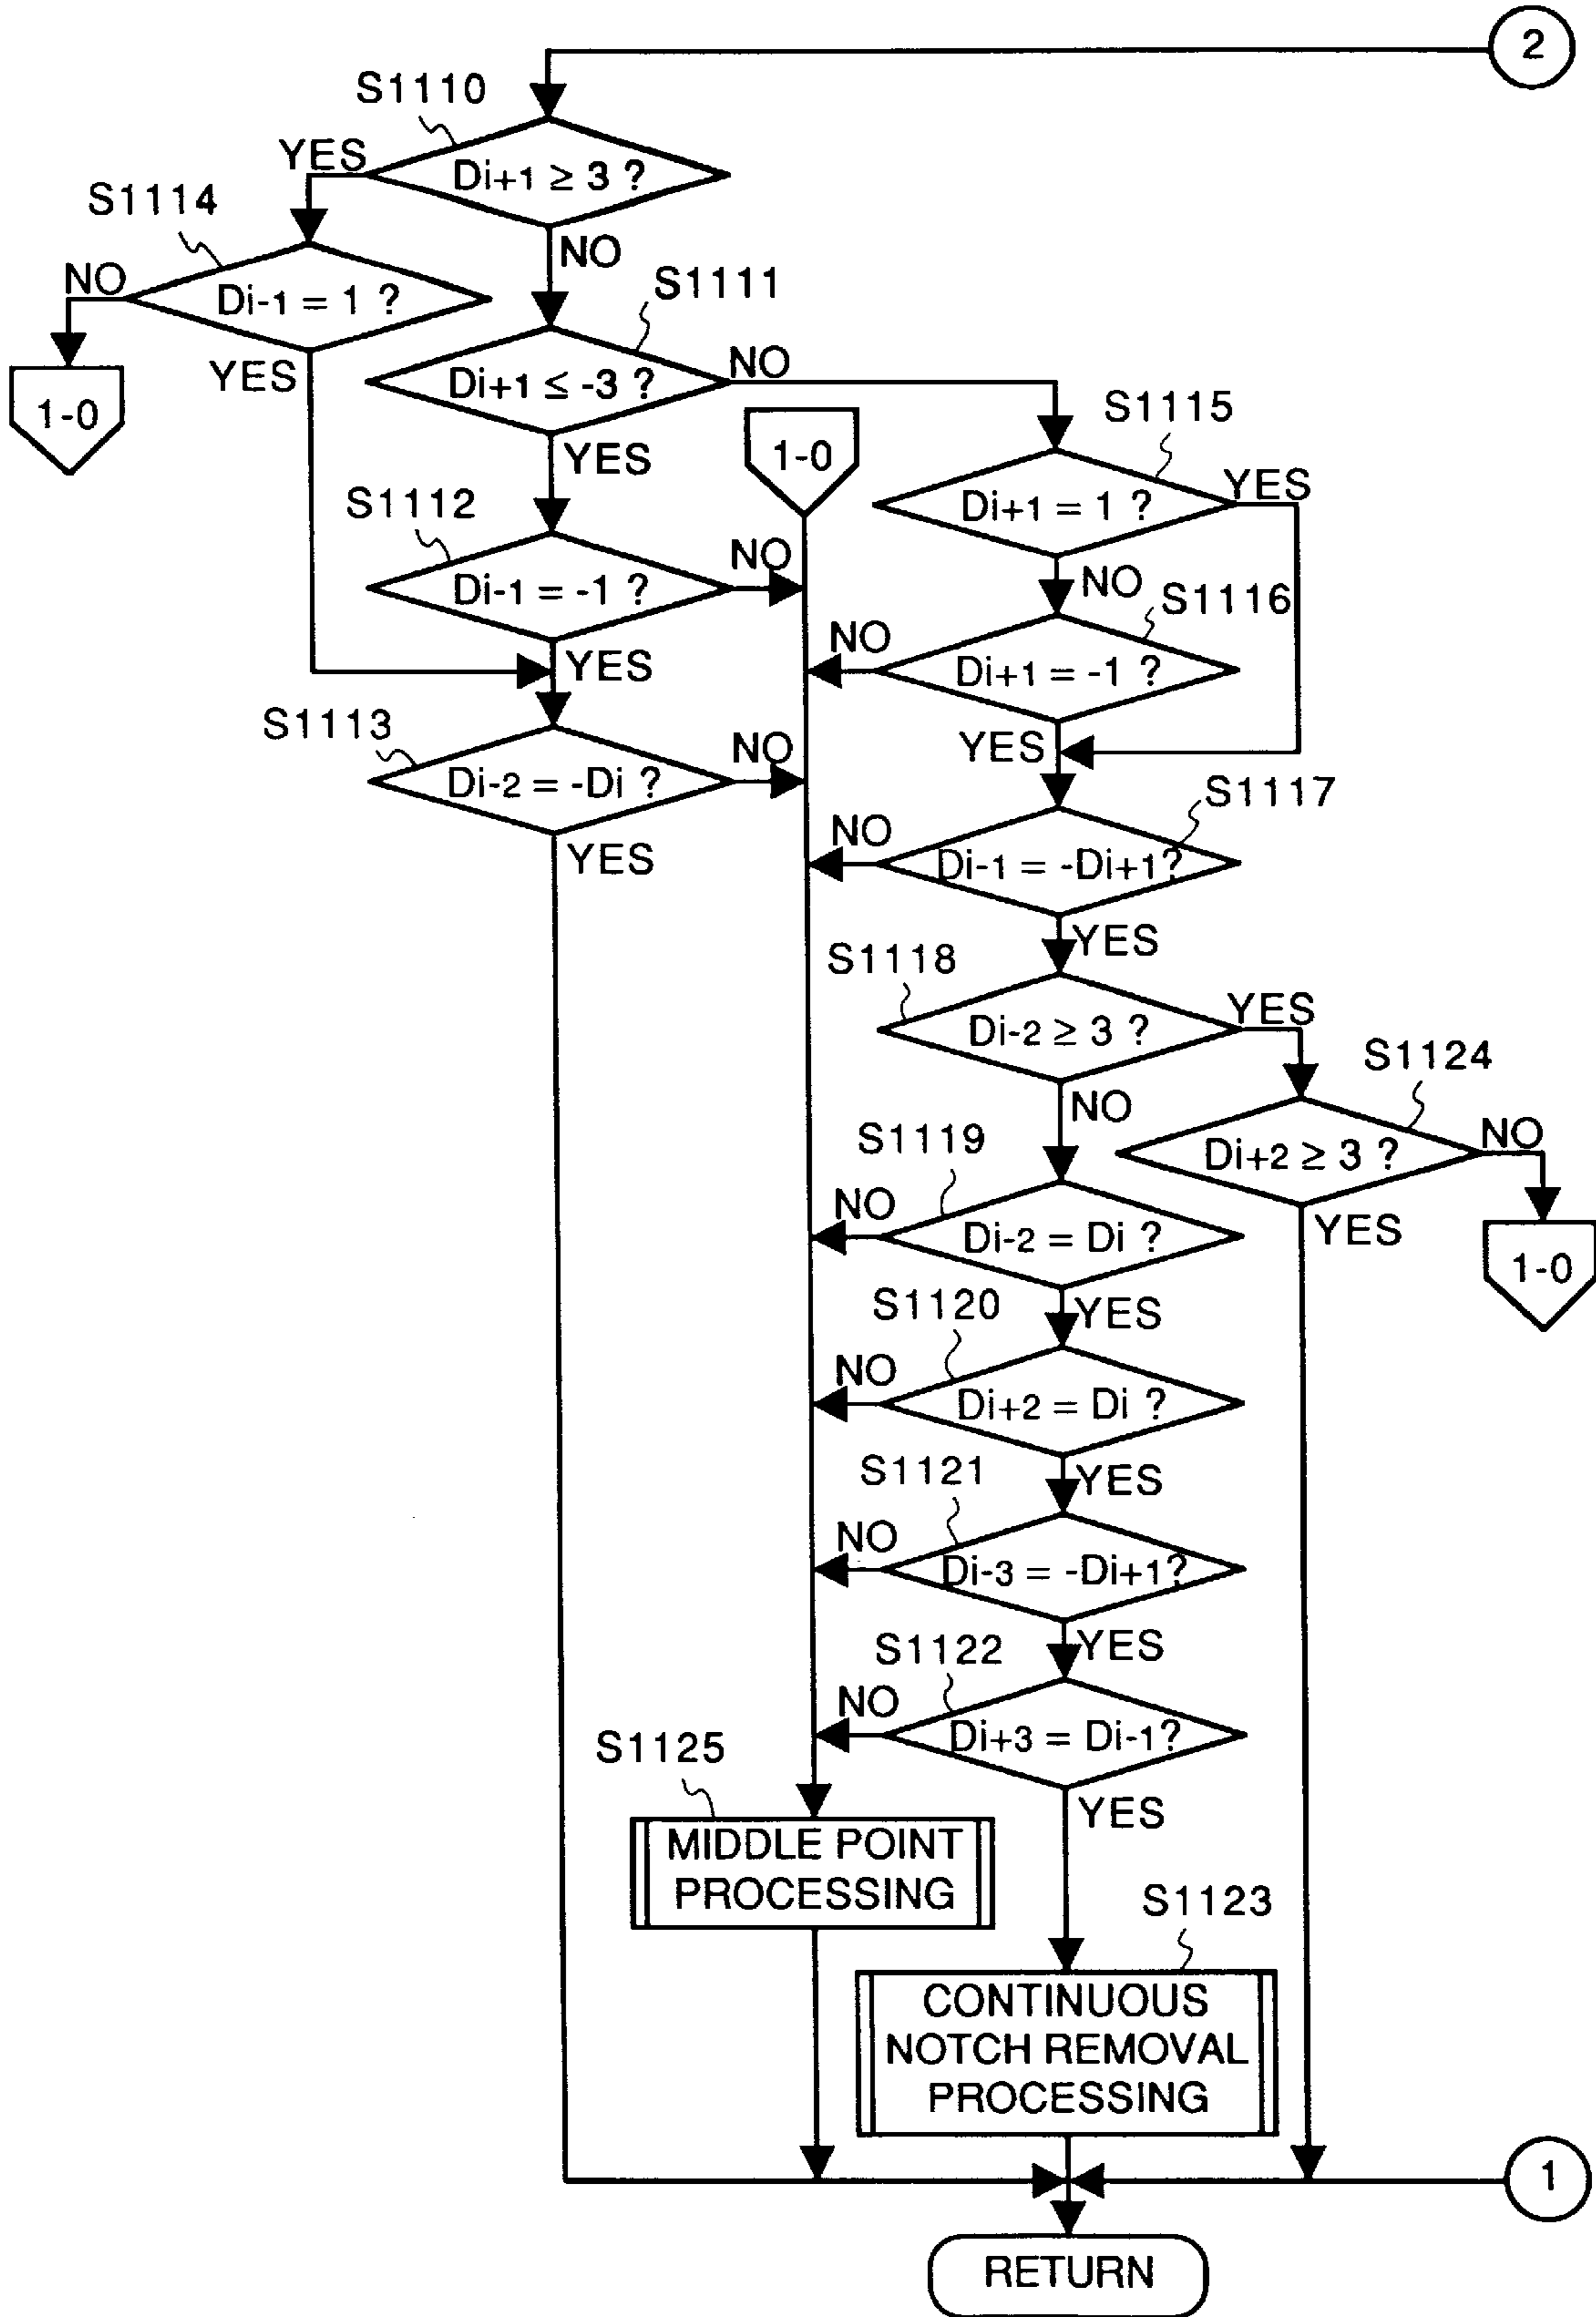 2
S1110
YES
Di+1 ≥ 3 ?
S1114
NO
S1111
NO
Di-1 = 1 ?
NO
YES
Di+1 ≤ -3 ?
S1115
1-0
1-0
YES
YES
S1112
Di+1 = 1 ?
NO
NO
S1116
Di-1 = -1 ?
NO
YES
Di+1 = -1 ?
S1113
NO
YES
Di-2 = -Di ?
S1117
NO
YES
Di-1 = -Di+1?
YES
S1118
YES
Di-2 ≥ 3 ?
S1124
NO
NO
S1119
Di+2 ≥ 3 ?
NO
YES
Di-2 = Di ?
1-0
S1120
YES
NO
Di+2 = Di ?
S1121
YES
NO
Di-3 = -Di+1?
S1122
YES
NO
Di+3 = Di-1?
S1125
YES
MIDDLE POINT
PROCESSING
S1123
CONTINUOUS
NOTCH REMOVAL
PROCESSING
1
RETURN